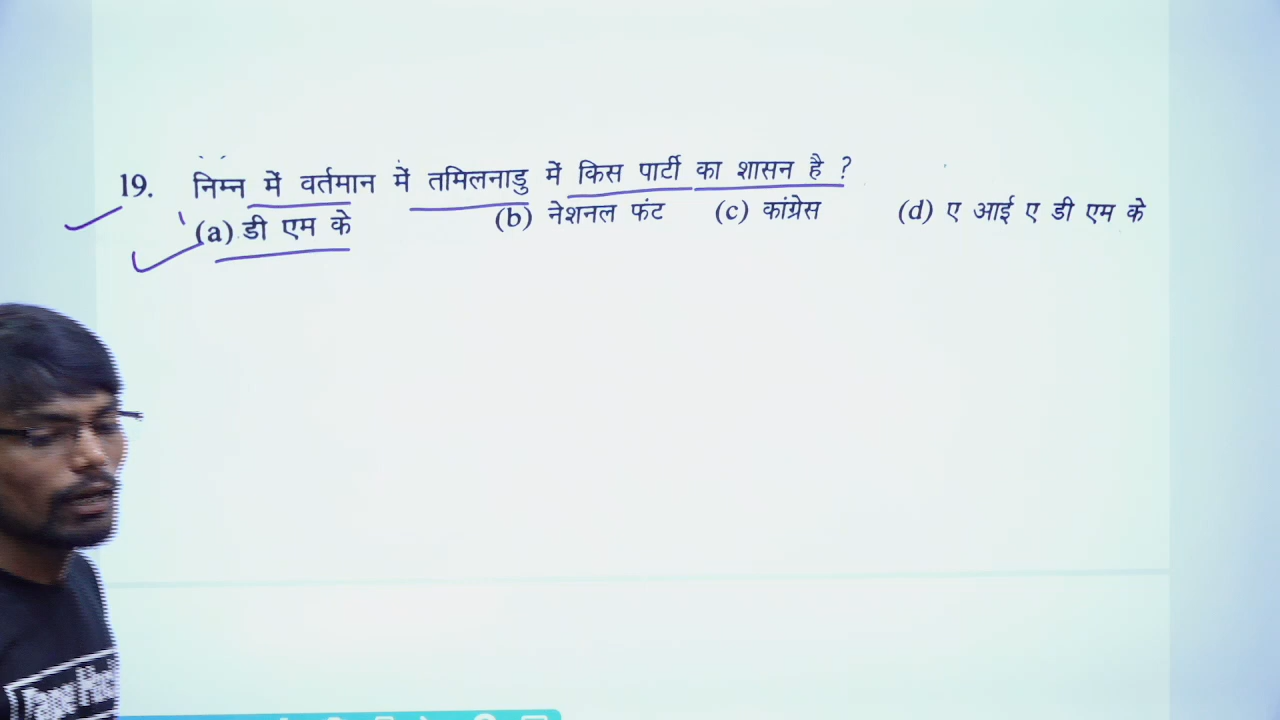 19. निम्न में वर्तमान में तमिलनाडु में किस पार्टी का शासन है ?
(a) डी एम के (b) नेशनल फंट (c) कांग्रेस (d) ए आई ए डी एम के